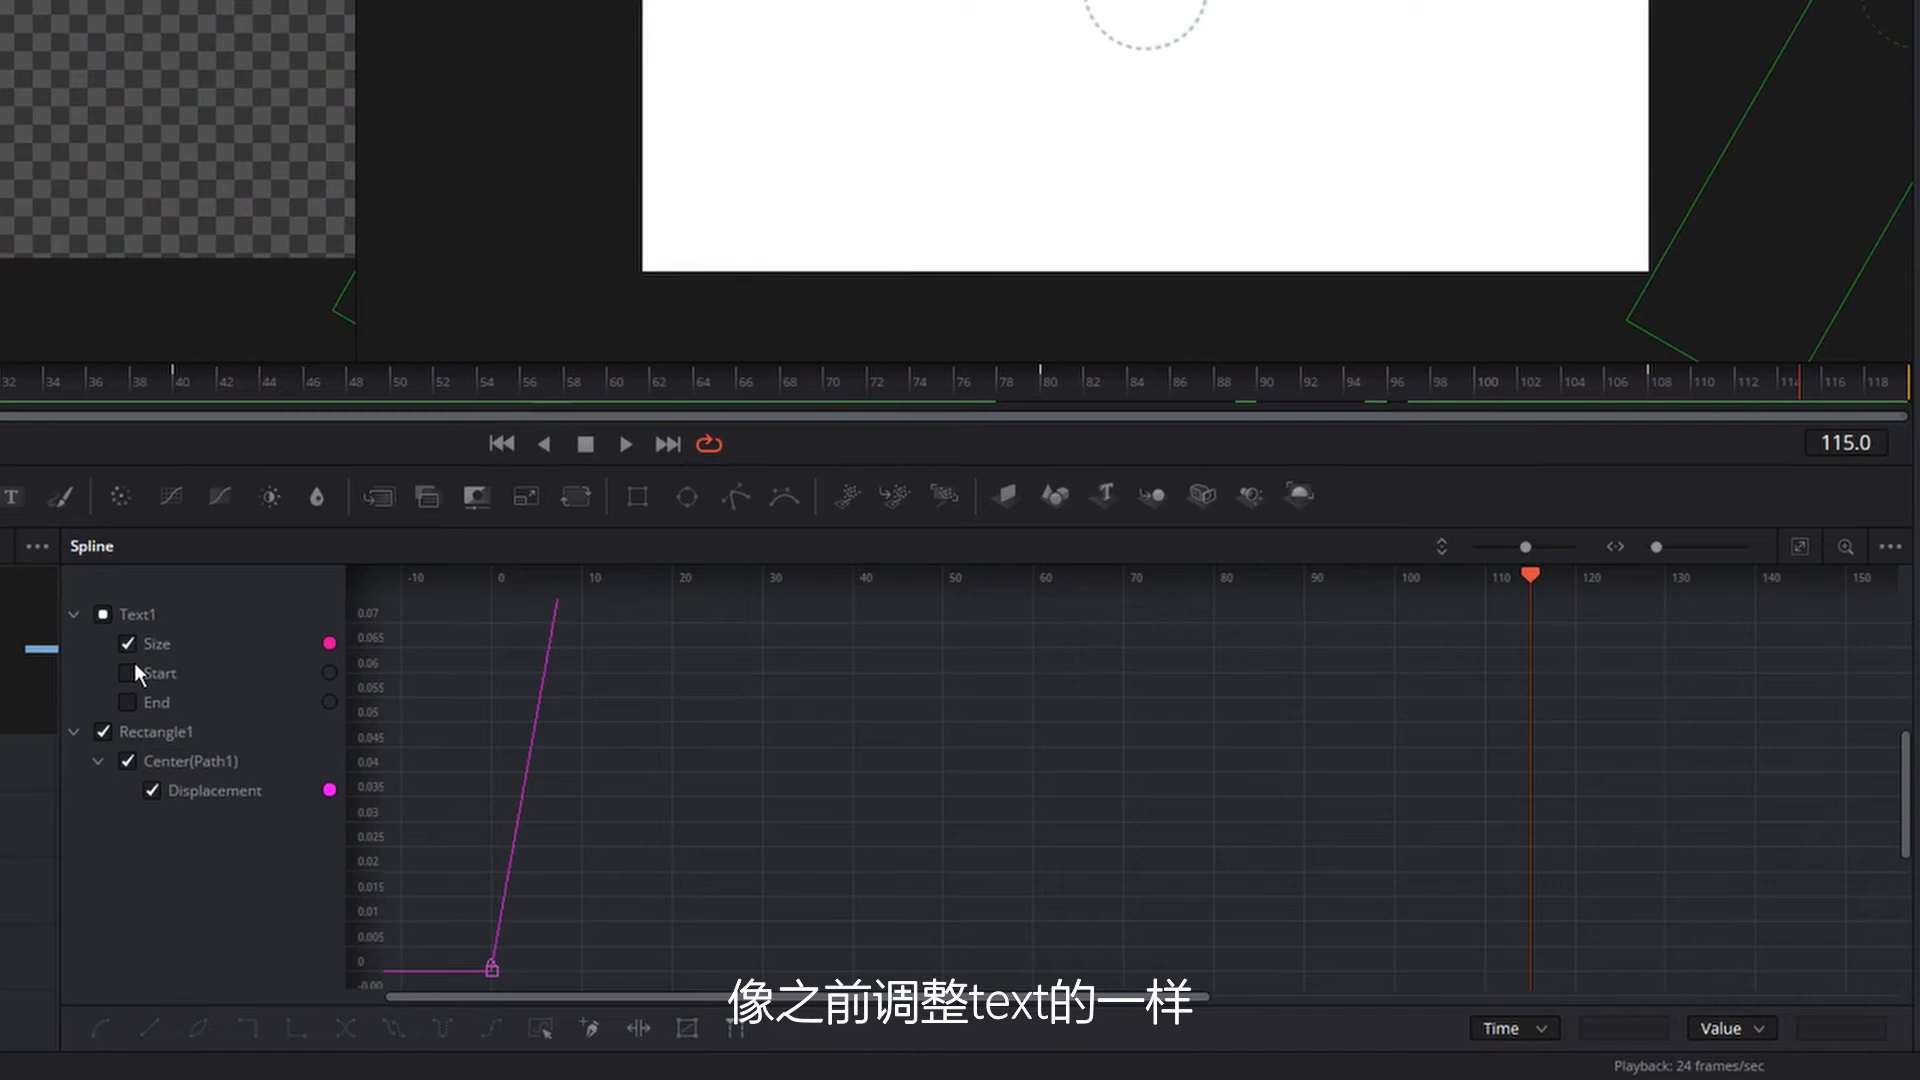 32 34 36 38 40 42 44 46 48 50 52 54 56 58 60 62 64 66 68 70 72 74 76 78 80 82 84 86 88 90 92 94 96 98 100 102 104 106 108 110 112 114 116 118
115.0
T
Spline
-10 0 10 20 30 40 50 60 70 80 90 100 110 120 130 140 150
Text1
Size
Start
End
Rectangle1
Center(Path1)
Displacement
0.07
0.065
0.06
0.055
0.05
0.045
0.04
0.035
0.03
0.025
0.02
0.015
0.01
0.005
0
-0.00
像之前调整text的一样
Time
Value
Playback: 24 frames/sec